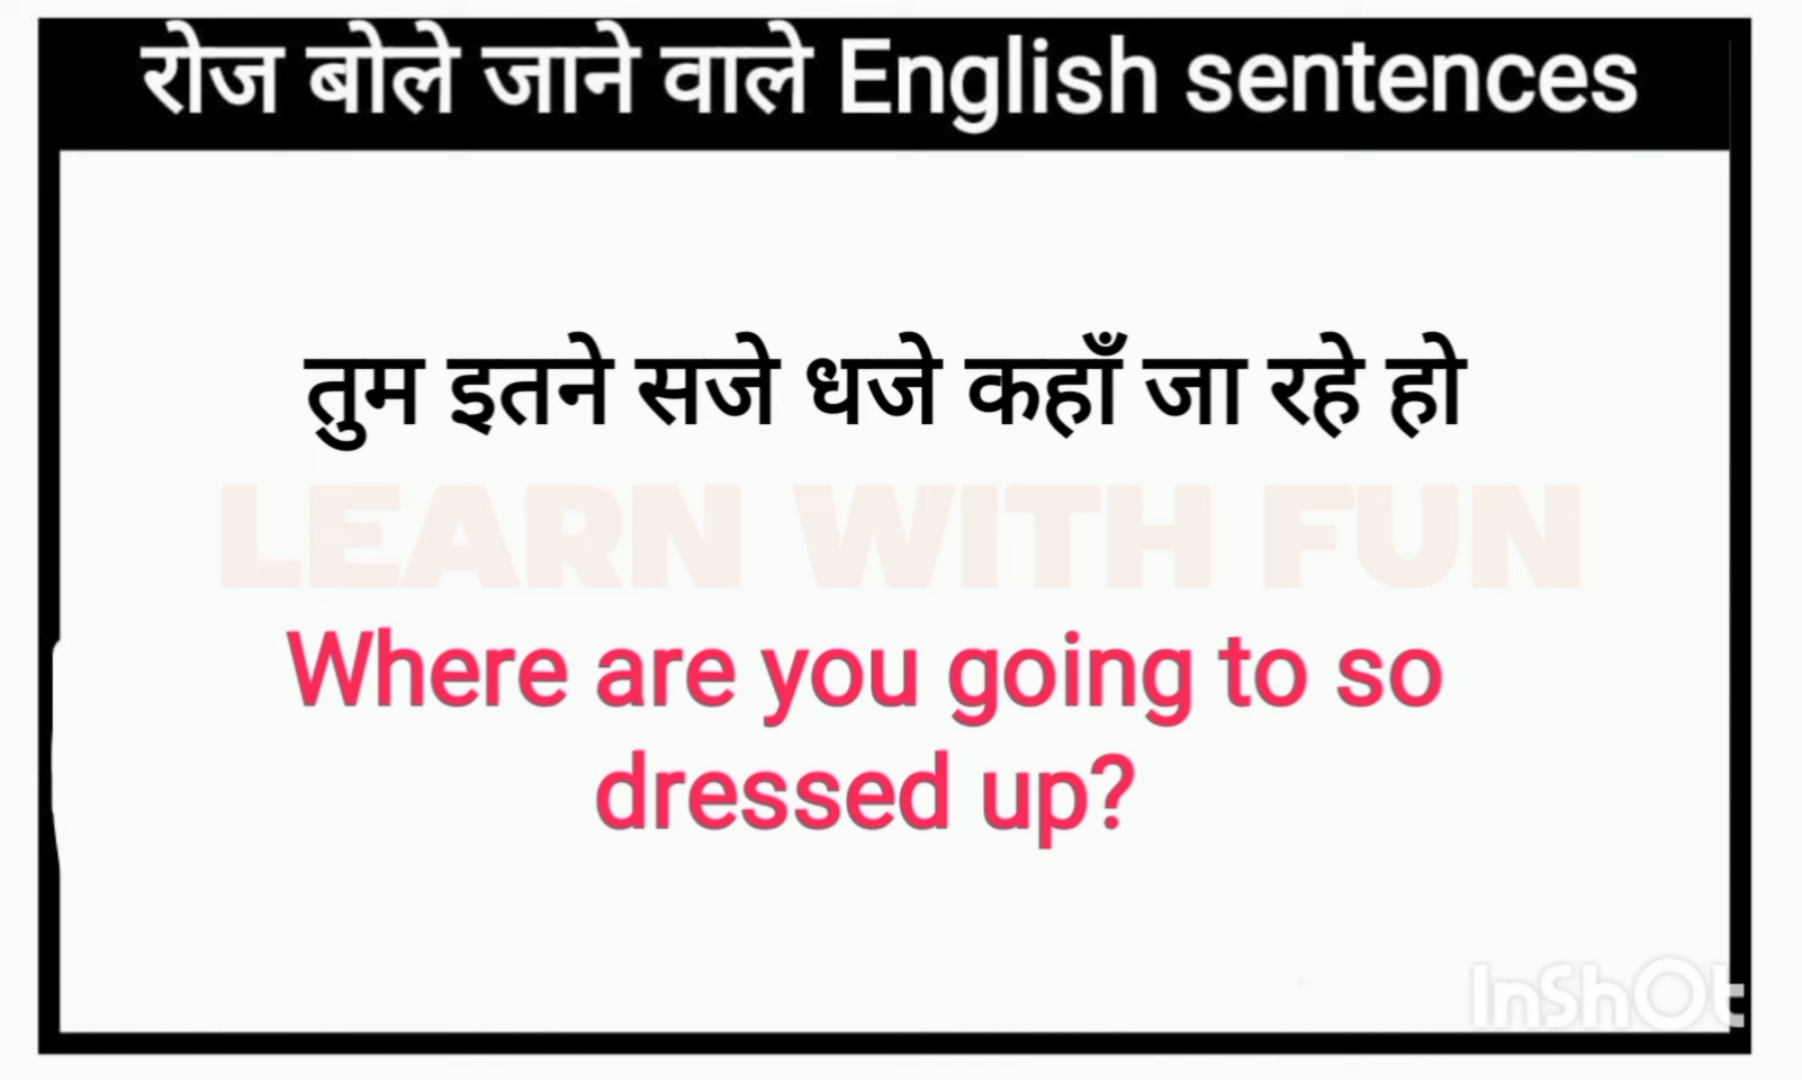 रोज बोले जाने वाले English sentences
तुम इतने सजे धजे कहाँ जा रहे हो
LEARN WITH FUN
Where are you going to so
dressed up?
InShOt